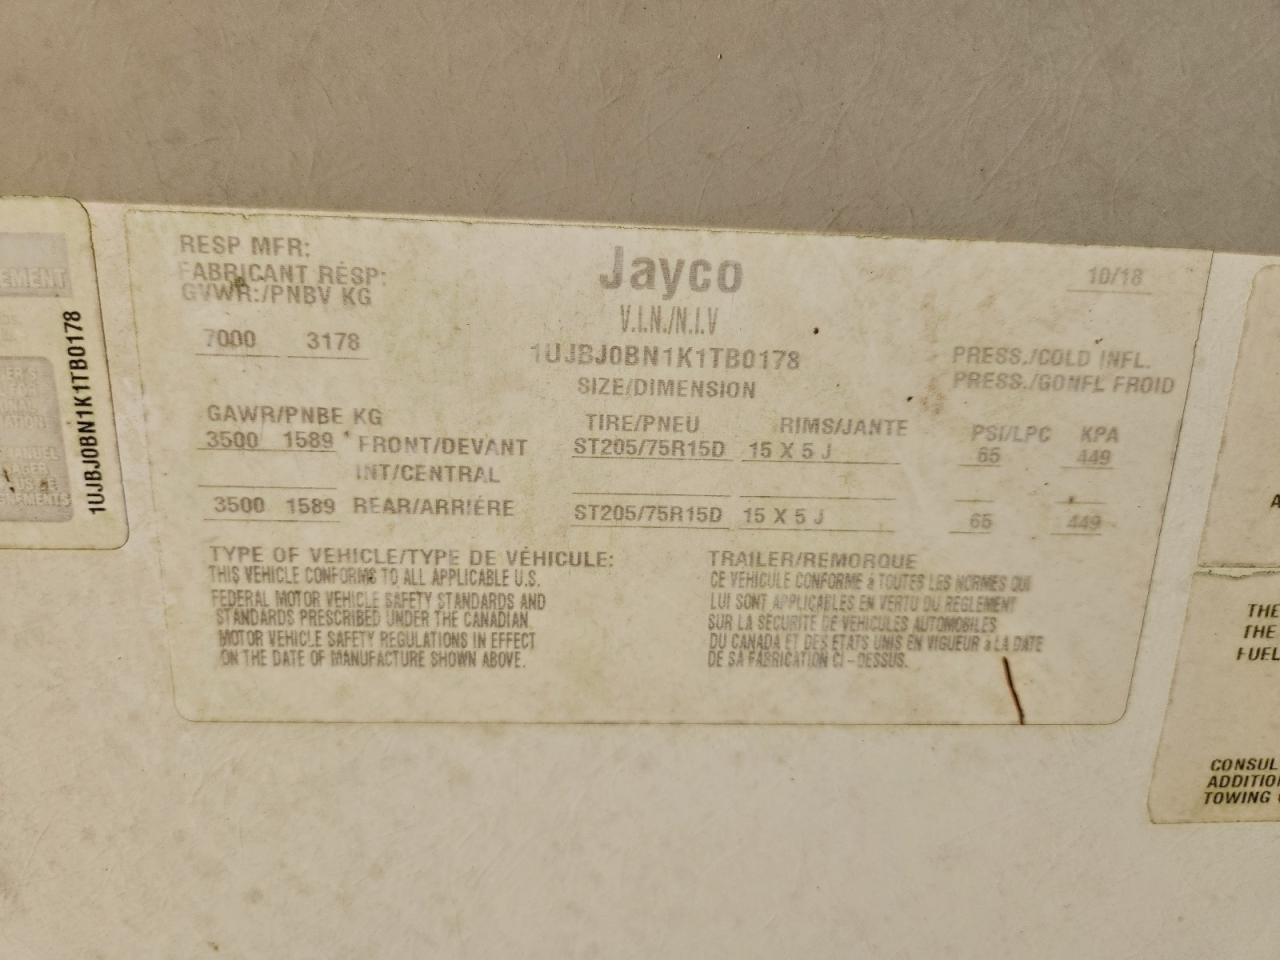 EMENT
1UJBJ0BN1K1TB0178
RESP MFR:
FABRICANT RÉSP:
GVWR:/PNBV KG
7000 3178
Jayco
V.I.N./N.I.V
1UJBJ0BN1K1TB0178
SIZE/DIMENSION
10/18
PRESS./COLD INFL.
PRESS./GONFL FROID
GAWR/PNBE KG TIRE/PNEU RIMS/JANTE PSI/LPC KPA
3500 1589 FRONT/DEVANT ST205/75R15D 15 X 5 J 65 449
INT/CENTRAL
3500 1589 REAR/ARRIÉRE ST205/75R15D 15 X 5 J 65 449
TYPE OF VEHICLE/TYPE DE VÉHICULE: TRAILER/REMORQUE
THIS VEHICLE CONFORMS TO ALL APPLICABLE U.S.
FEDERAL MOTOR VEHICLE SAFETY STANDARDS AND
STANDARDS PRESCRIBED UNDER THE CANADIAN
MOTOR VEHICLE SAFETY REGULATIONS IN EFFECT
ON THE DATE OF MANUFACTURE SHOWN ABOVE.
CE VEHICULE CONFORME à TOUTES LES NORMES QUI
LUI SONT APPLICABLES EN VERTU DU REGLEMENT
SUR LA SECURITE DE VEHICULES AUTOMOBILES
DU CANADA ET DES ETATS UNIS EN VIGUEUR à LA DATE
DE SA FABRICATION CI-DESSUS.
A
THE
THE
FUEL
CONSUL
ADDITIO
TOWING